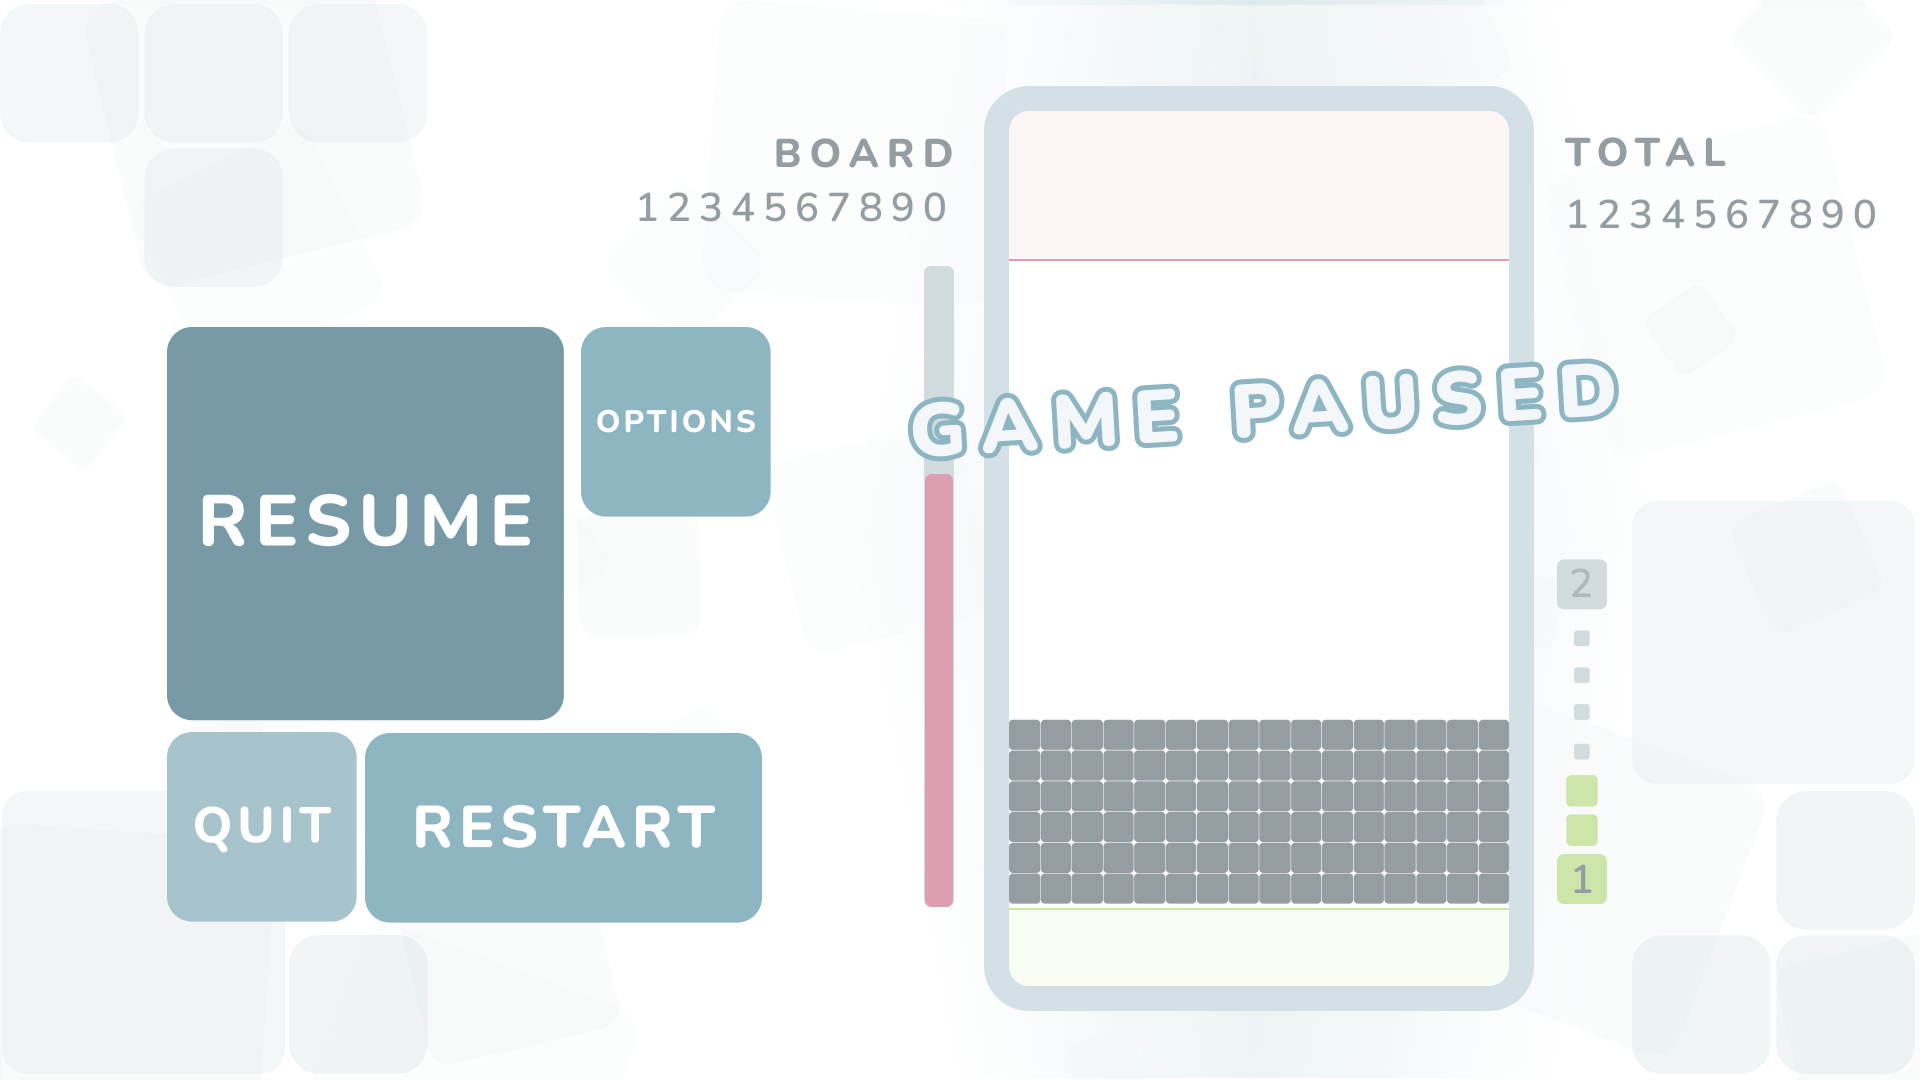 BOARD
1234567890
TOTAL
1234567890
GAME PAUSED
RESUME
OPTIONS
QUIT
RESTART
2
1